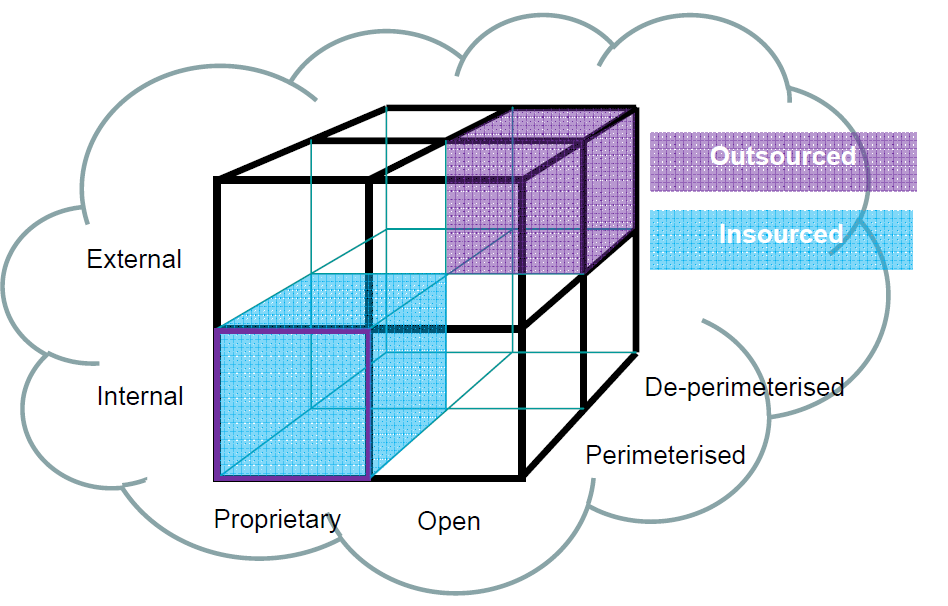 Outsourced
Insourced
External
Internal
De-perimeterised
Perimeterised
Proprietary
Open